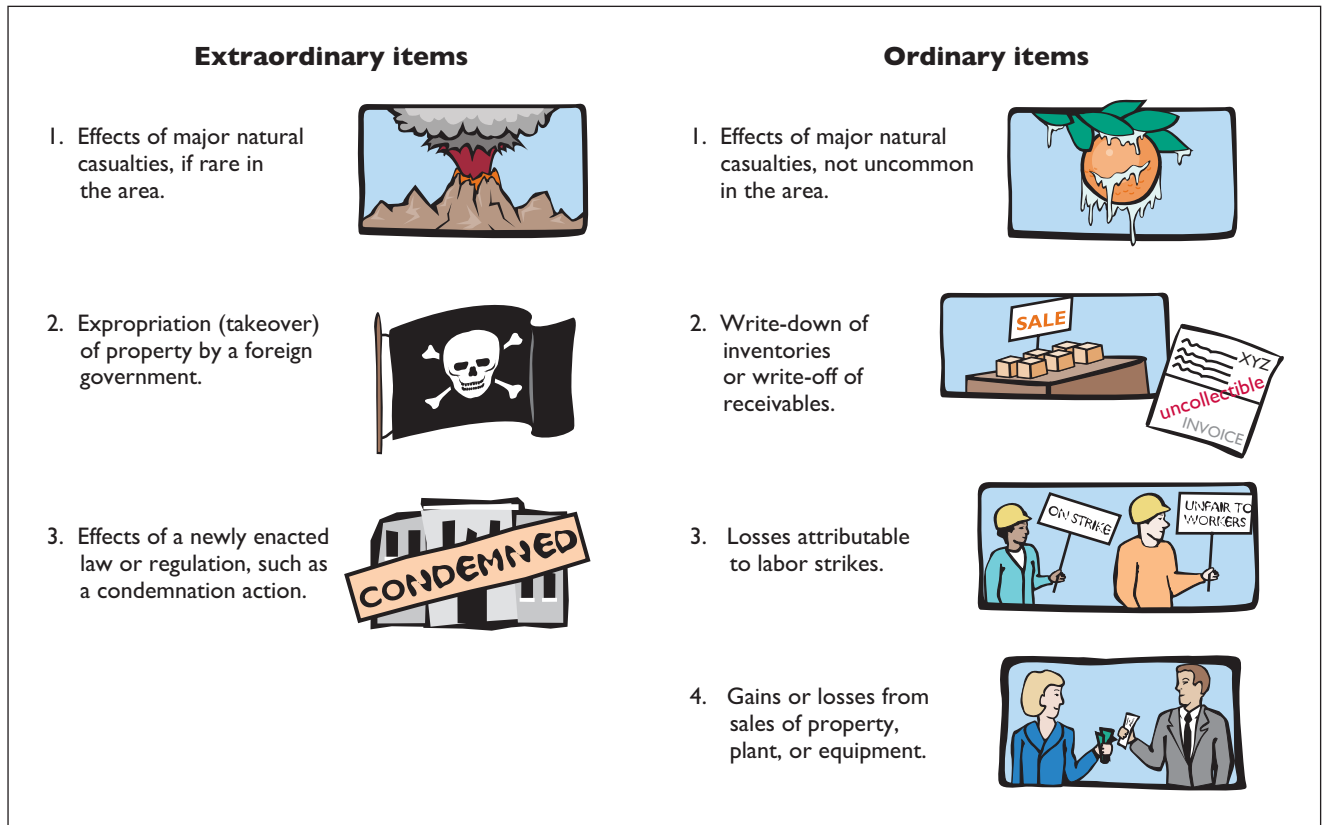 Extraordinary items
1. Effects of major natural
casualties, if rare in
the area.
2. Expropriation (takeover)
of property by a foreign
government.
3. Effects of a newly enacted
law or regulation, such as
a condemnation action.
CONDEMNED
Ordinary items
1. Effects of major natural
casualties, not uncommon
in the area.
2. Write-down of
inventories
or write-off of
receivables.
SALE
XYZ
uncollectible
INVOICE
3. Losses attributable
to labor strikes.
ON STRIKE
UNFAIR TO
WORKERS
4. Gains or losses from
sales of property,
plant, or equipment.